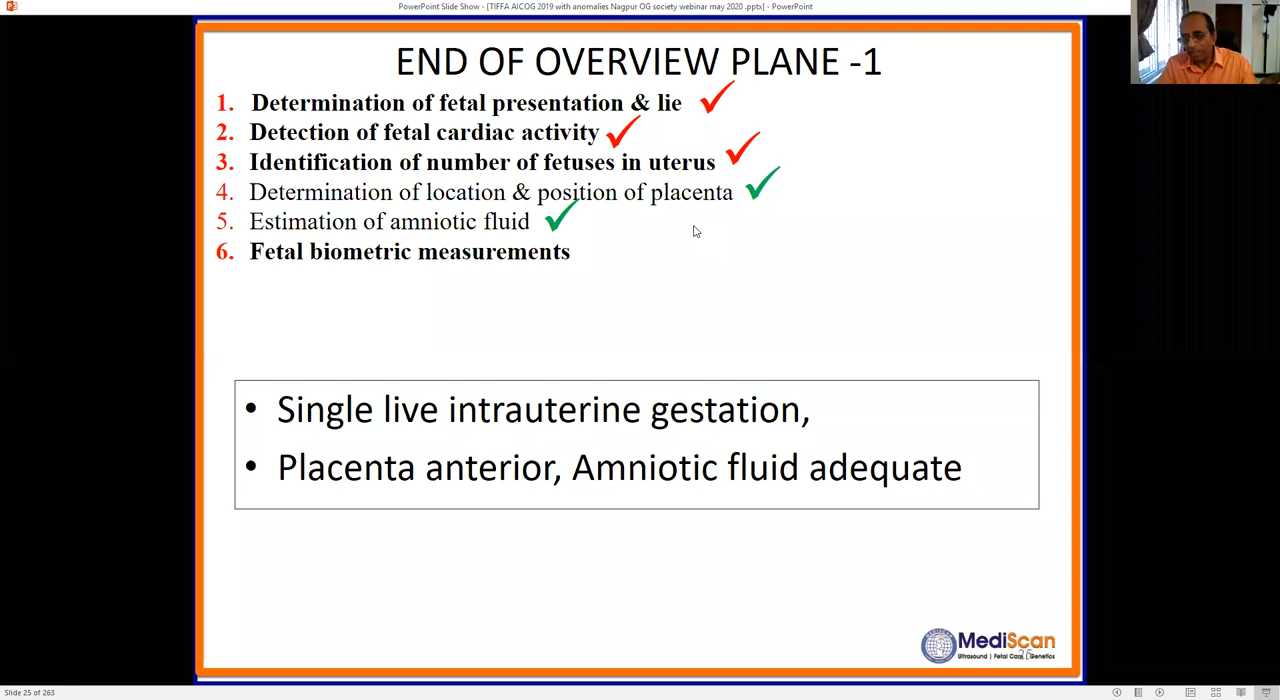 PowerPoint Slide Show - [TIFFA AICOG 2019 with anomalies Nagpur OG society webinar may 2020 .pptx] - PowerPoint
END OF OVERVIEW PLANE -1
1. Determination of fetal presentation & lie
2. Detection of fetal cardiac activity
3. Identification of number of fetuses in uterus
4. Determination of location & position of placenta
5. Estimation of amniotic fluid
6. Fetal biometric measurements
• Single live intrauterine gestation,
• Placenta anterior, Amniotic fluid adequate
MediScan
Ultrasound | Fetal Care | Genetics
Slide 25 of 263